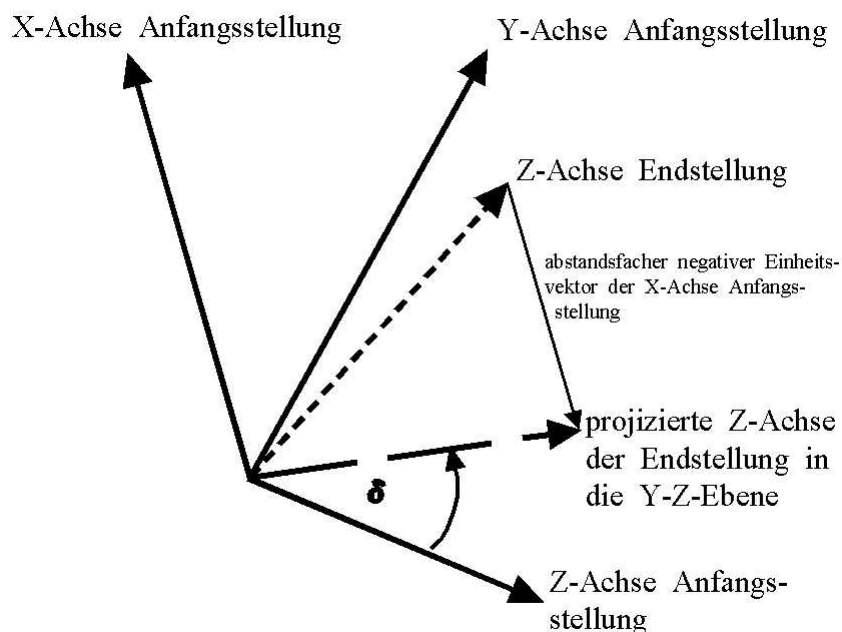 X-Achse Anfangsstellung
Y-Achse Anfangsstellung
Z-Achse Endstellung
abstandsfacher negativer Einheits-
vektor der X-Achse Anfangs-
stellung
projizierte Z-Achse
der Endstellung in
die Y-Z-Ebene
δ
Z-Achse Anfangs-
stellung